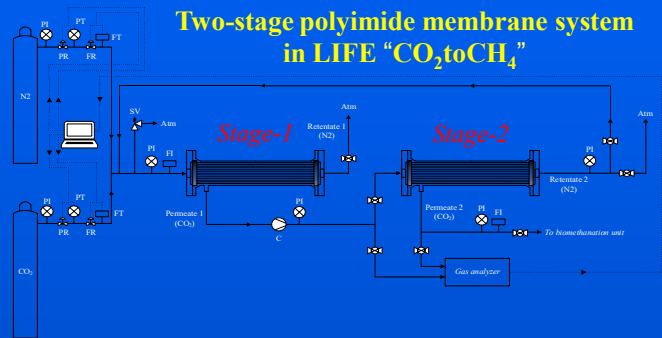 Two-stage polyimide membrane system
in LIFE “CO₂toCH₄”
PI
PT
FT
PR
FR
N2
SV
Atm
PI
FI
Stage-1
Retentate 1
(N2)
Atm
Stage-2
Atm
PI
Retentate 2
(N2)
PI
PT
FT
PR
FR
CO₂
Permeate 1
(CO₂)
C
PI
Permeate 2
(CO₂)
PI
FI
To biomethanation unit
Gas analyzer